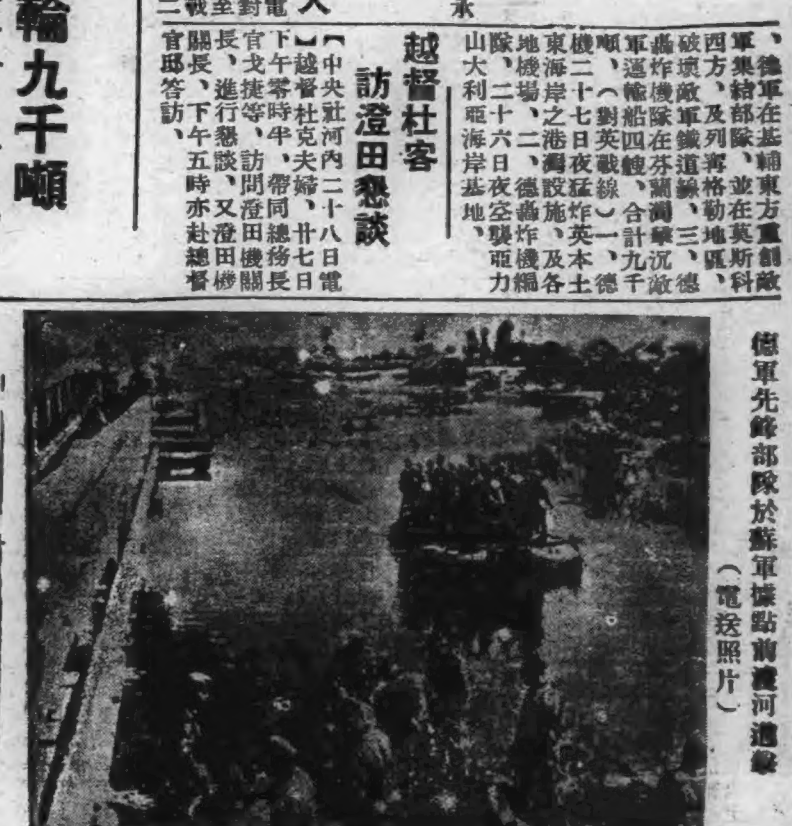 、德軍在基輔東方重創敵
軍集結部隊、並在莫斯科
西方、及列寗格勒地區、
破壞敵軍鐵道線、三、德
轟炸機隊在芬蘭灣擊沉敵
軍運輸船四艘、合計九千
噸、（對英戰線）一、德
機二十七日夜猛炸英本土
東海岸之港灣設施、及各
地機場、二、德轟炸機編
隊、二十六日夜空襲亞力
山大利亞海岸基地、
越督杜客
訪澄田懇談
【中央社河內二十八日電
】越督杜克夫婦、廿七日
下午零時半、帶同總務長
官戈捷等、訪問澄田機關
長、進行懇談、又澄田機
關長、下午五時亦赴總督
官邸答訪、
輪九千噸
德軍先鋒部隊於蘇軍據點前渡河追擊
（電送照片）